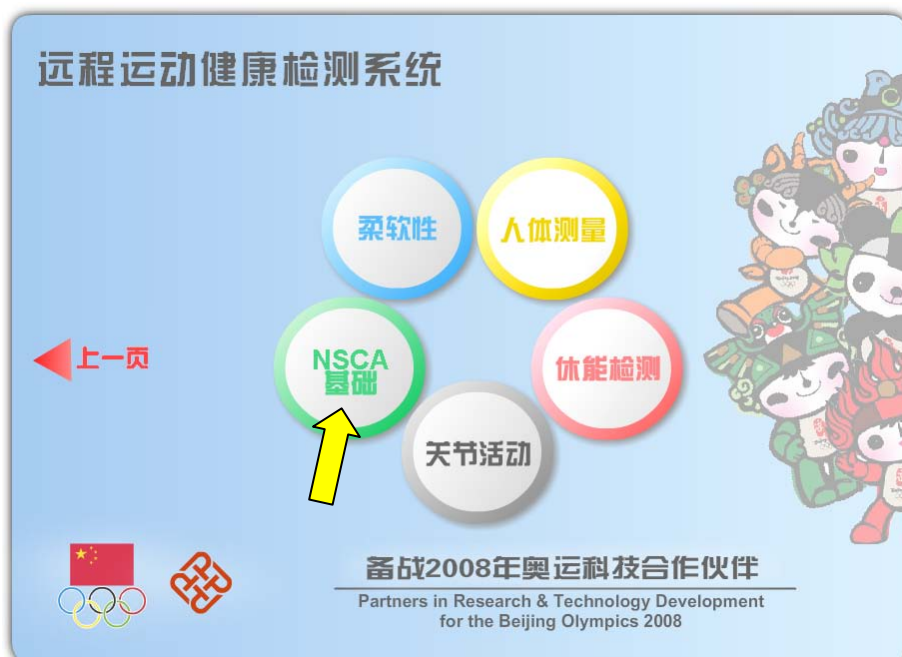 远程运动健康检测系统
柔软性
人体测量
上一页
NSCA
基础
体能检测
关节活动
备战2008年奥运科技合作伙伴
Partners in Research & Technology Development
for the Beijing Olympics 2008